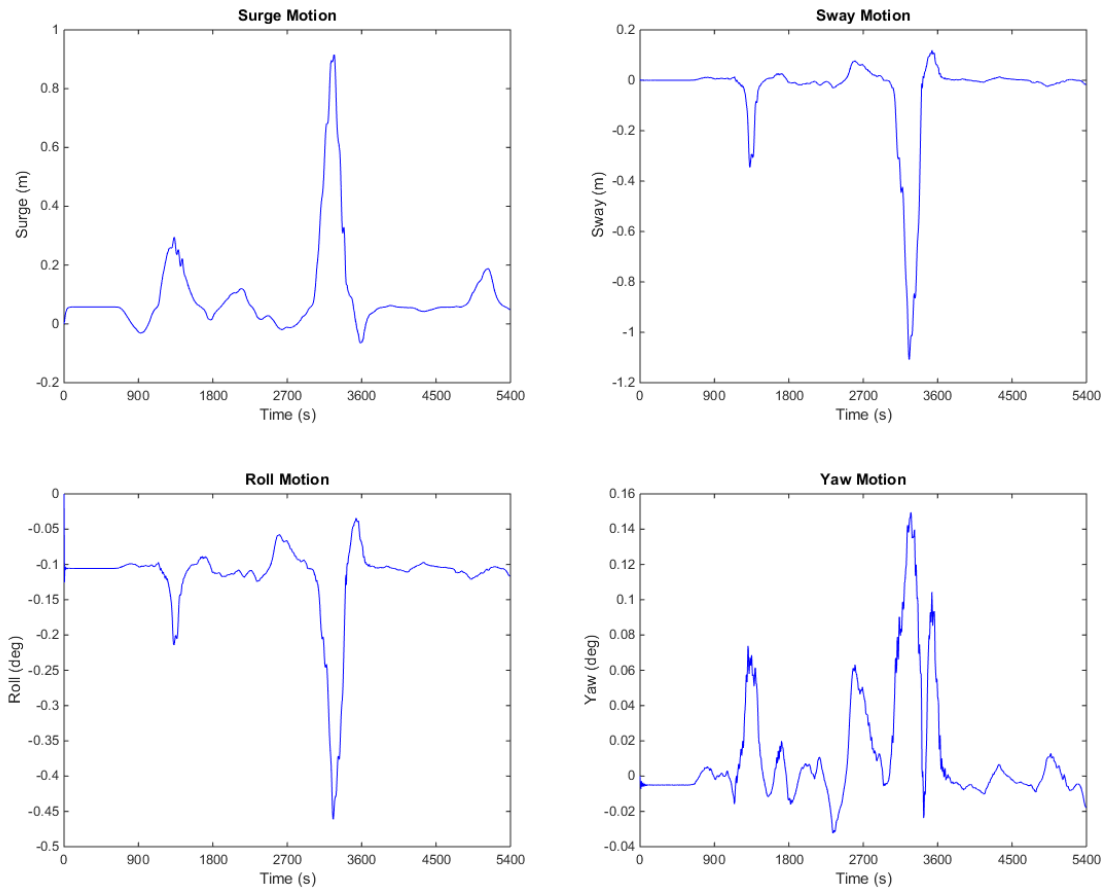 Surge Motion
1
0.8
0.6
0.4
0.2
0
-0.2
Surge (m)
0 900 1800 2700 3600 4500 5400
Time (s)
Sway Motion
0.2
0
-0.2
-0.4
-0.6
-0.8
-1
-1.2
Sway (m)
0 900 1800 2700 3600 4500 5400
Time (s)
Roll Motion
0
-0.05
-0.1
-0.15
-0.2
-0.25
-0.3
-0.35
-0.4
-0.45
-0.5
Roll (deg)
0 900 1800 2700 3600 4500 5400
Time (s)
Yaw Motion
0.16
0.14
0.12
0.1
0.08
0.06
0.04
0.02
0
-0.02
-0.04
Yaw (deg)
0 900 1800 2700 3600 4500 5400
Time (s)